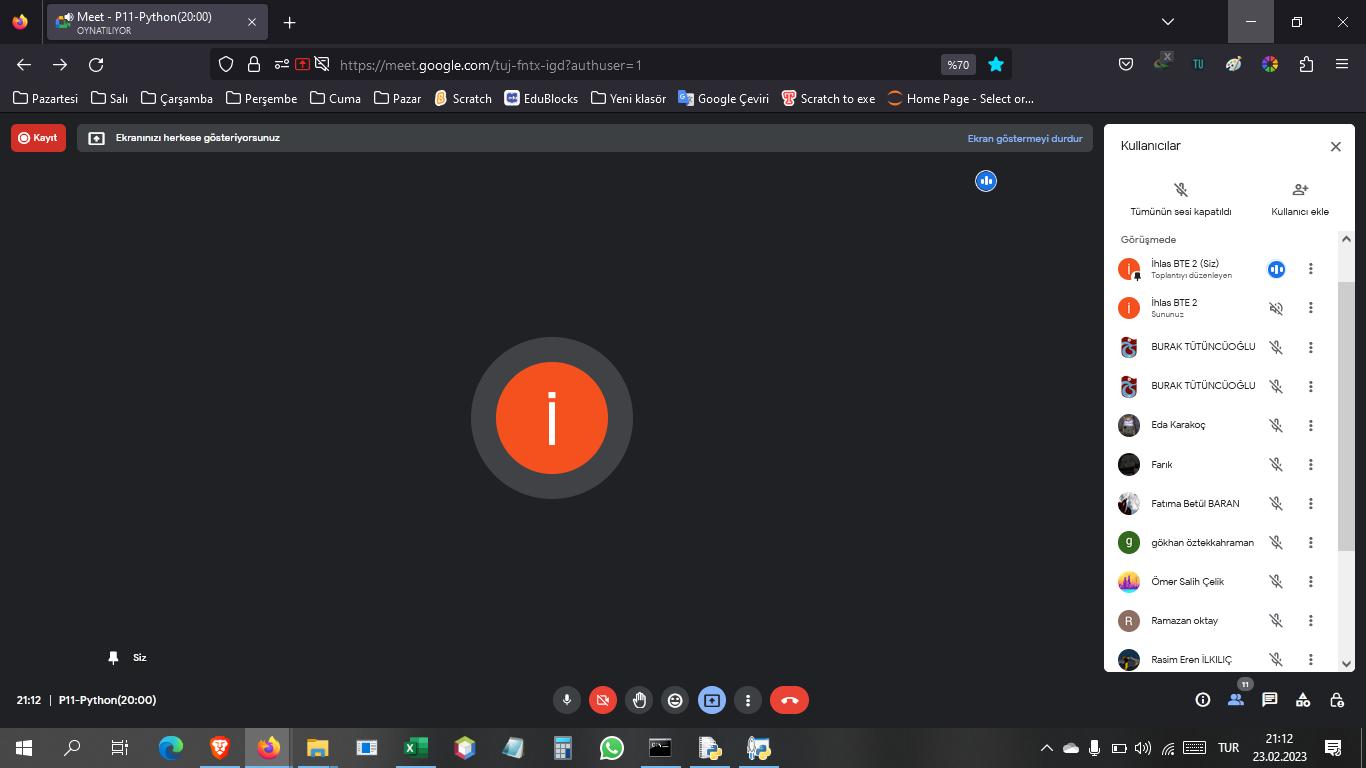 Meet - P11-Python(20:00)
OYNATILIYOR
https://meet.google.com/tuj-fntx-igd?authuser=1
%70
TU
Pazartesi
Salı
Çarşamba
Perşembe
Cuma
Pazar
Scratch
EduBlocks
Yeni klasör
Google Çeviri
Scratch to exe
Home Page - Select or...
Kayıt
Ekranınızı herkese gösteriyorsunuz
Ekran göstermeyi durdur
i
Siz
Kullanıcılar
Tümünün sesi kapatıldı
Kullanıcı ekle
Görüşmede
İhlas BTE 2 (Siz)
Toplantıyı düzenleyen
İhlas BTE 2
Sununuz
BURAK TÜTÜNCÜOĞLU
BURAK TÜTÜNCÜOĞLU
Eda Karakoç
Farık
Fatıma Betül BARAN
gökhan öztekkahraman
Ömer Salih Çelik
Ramazan oktay
Rasim Eren İLKILIÇ
21:12 | P11-Python(20:00)
11
TUR
21:12
23.02.2023